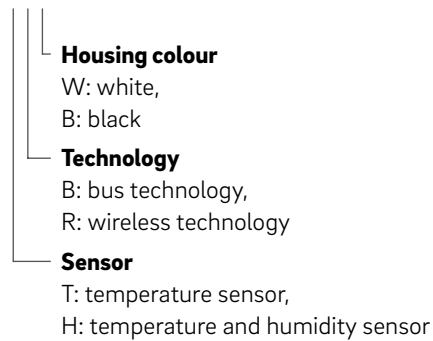 Housing colour
W: white,
B: black
Technology
B: bus technology,
R: wireless technology
Sensor
T: temperature sensor,
H: temperature and humidity sensor